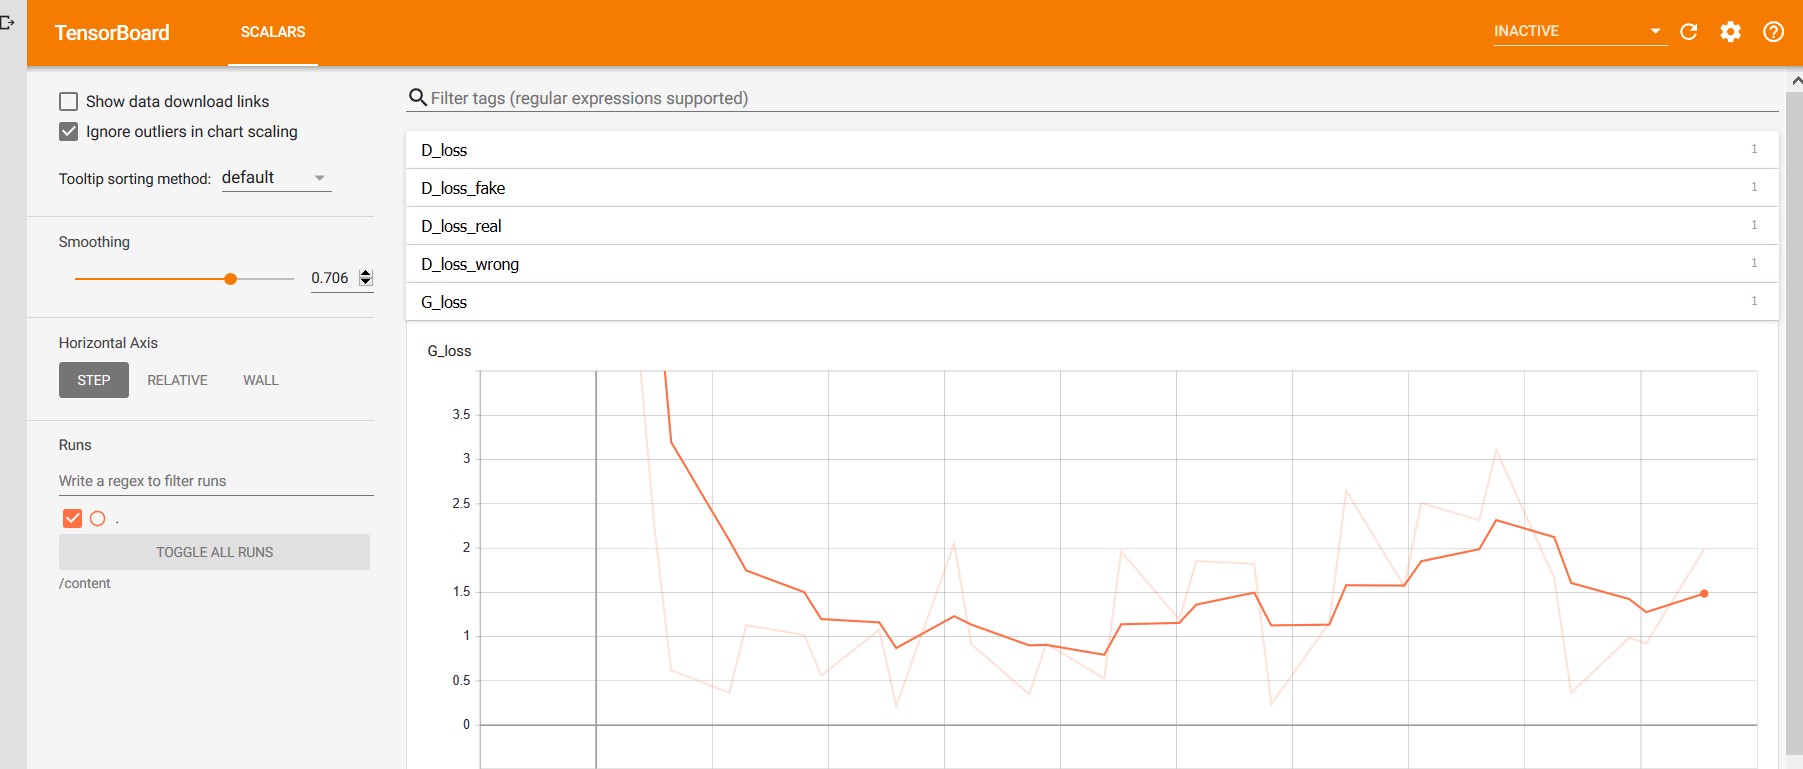 TensorBoard SCALARS INACTIVE
Show data download links
Ignore outliers in chart scaling
Tooltip sorting method: default
Smoothing
0.706
Horizontal Axis
STEP RELATIVE WALL
Runs
Write a regex to filter runs
.
TOGGLE ALL RUNS
/content
Filter tags (regular expressions supported)
D_loss 1
D_loss_fake 1
D_loss_real 1
D_loss_wrong 1
G_loss 1
G_loss
3.5
3
2.5
2
1.5
1
0.5
0